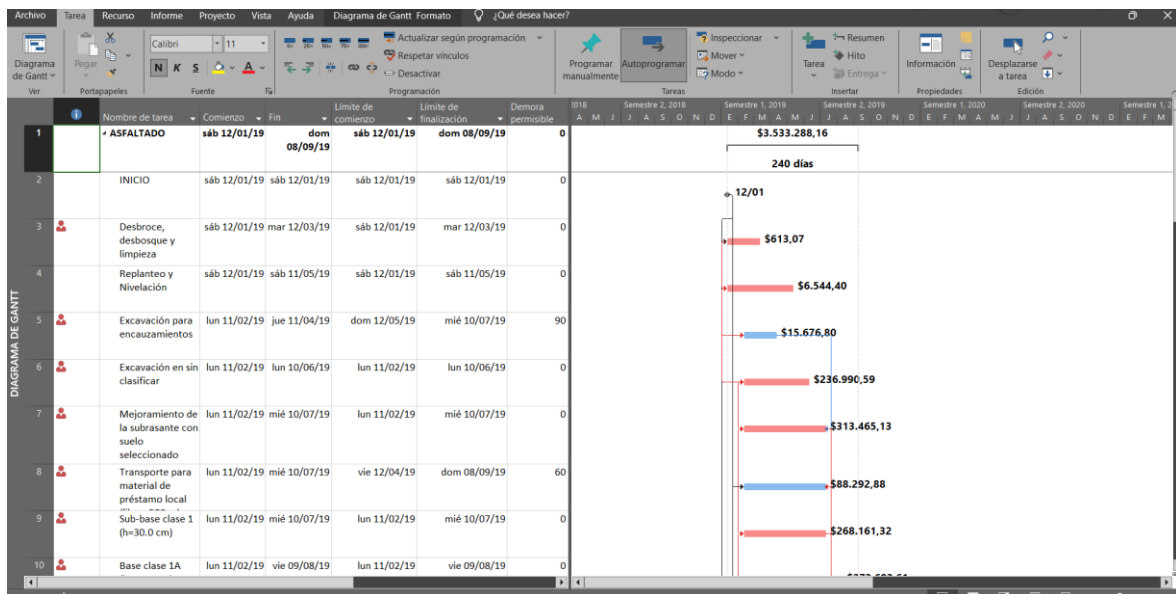 Archivo Tarea Recurso Informe Proyecto Vista Ayuda Diagrama de Gantt Formato ¿Qué desea hacer?
Diagrama de Gantt
Ver
Pegar
Portapapeles
Calibri 11
N K S A
Fuente
0% 25% 50% 75% 100%
Actualizar según programación
Respetar vínculos
Desactivar
Programación
Programar manualmente
Autoprogramar
Inspeccionar
Mover
Modo
Tareas
Tarea
Resumen
Hito
Entrega
Insertar
Información
Propiedades
Desplazarse a tarea
Edición
Nombre de tarea Comienzo Fin Límite de comienzo Límite de finalización Demora permisible
2018 Semestre 2, 2018 Semestre 1, 2019 Semestre 2, 2019 Semestre 1, 2020 Semestre 2, 2020 Semestre 1, 2
A M J J A S O N D E F M A M J J A S O N D E F M A M J J A S O N D E F M
DIAGRAMA DE GANTT
1 ASFALTADO sáb 12/01/19 dom 08/09/19 sáb 12/01/19 dom 08/09/19 0
$3.533.288,16
240 días
2 INICIO sáb 12/01/19 sáb 12/01/19 sáb 12/01/19 sáb 12/01/19 0
12/01
3 Desbroce, desbosque y limpieza sáb 12/01/19 mar 12/03/19 sáb 12/01/19 mar 12/03/19 0
$613,07
4 Replanteo y Nivelación sáb 12/01/19 sáb 11/05/19 sáb 12/01/19 sáb 11/05/19 0
$6.544,40
5 Excavación para encauzamientos lun 11/02/19 jue 11/04/19 dom 12/05/19 mié 10/07/19 90
$15.676,80
6 Excavación en sin clasificar lun 11/02/19 lun 10/06/19 lun 11/02/19 lun 10/06/19 0
$236.990,59
7 Mejoramiento de la subrasante con suelo seleccionado lun 11/02/19 mié 10/07/19 lun 11/02/19 mié 10/07/19 0
$313.465,13
8 Transporte para material de préstamo local lun 11/02/19 mié 10/07/19 vie 12/04/19 dom 08/09/19 60
$88.292,88
9 Sub-base clase 1 (h=30.0 cm) lun 11/02/19 mié 10/07/19 lun 11/02/19 mié 10/07/19 0
$268.161,32
10 Base clase 1A lun 11/02/19 vie 09/08/19 lun 11/02/19 vie 09/08/19 0